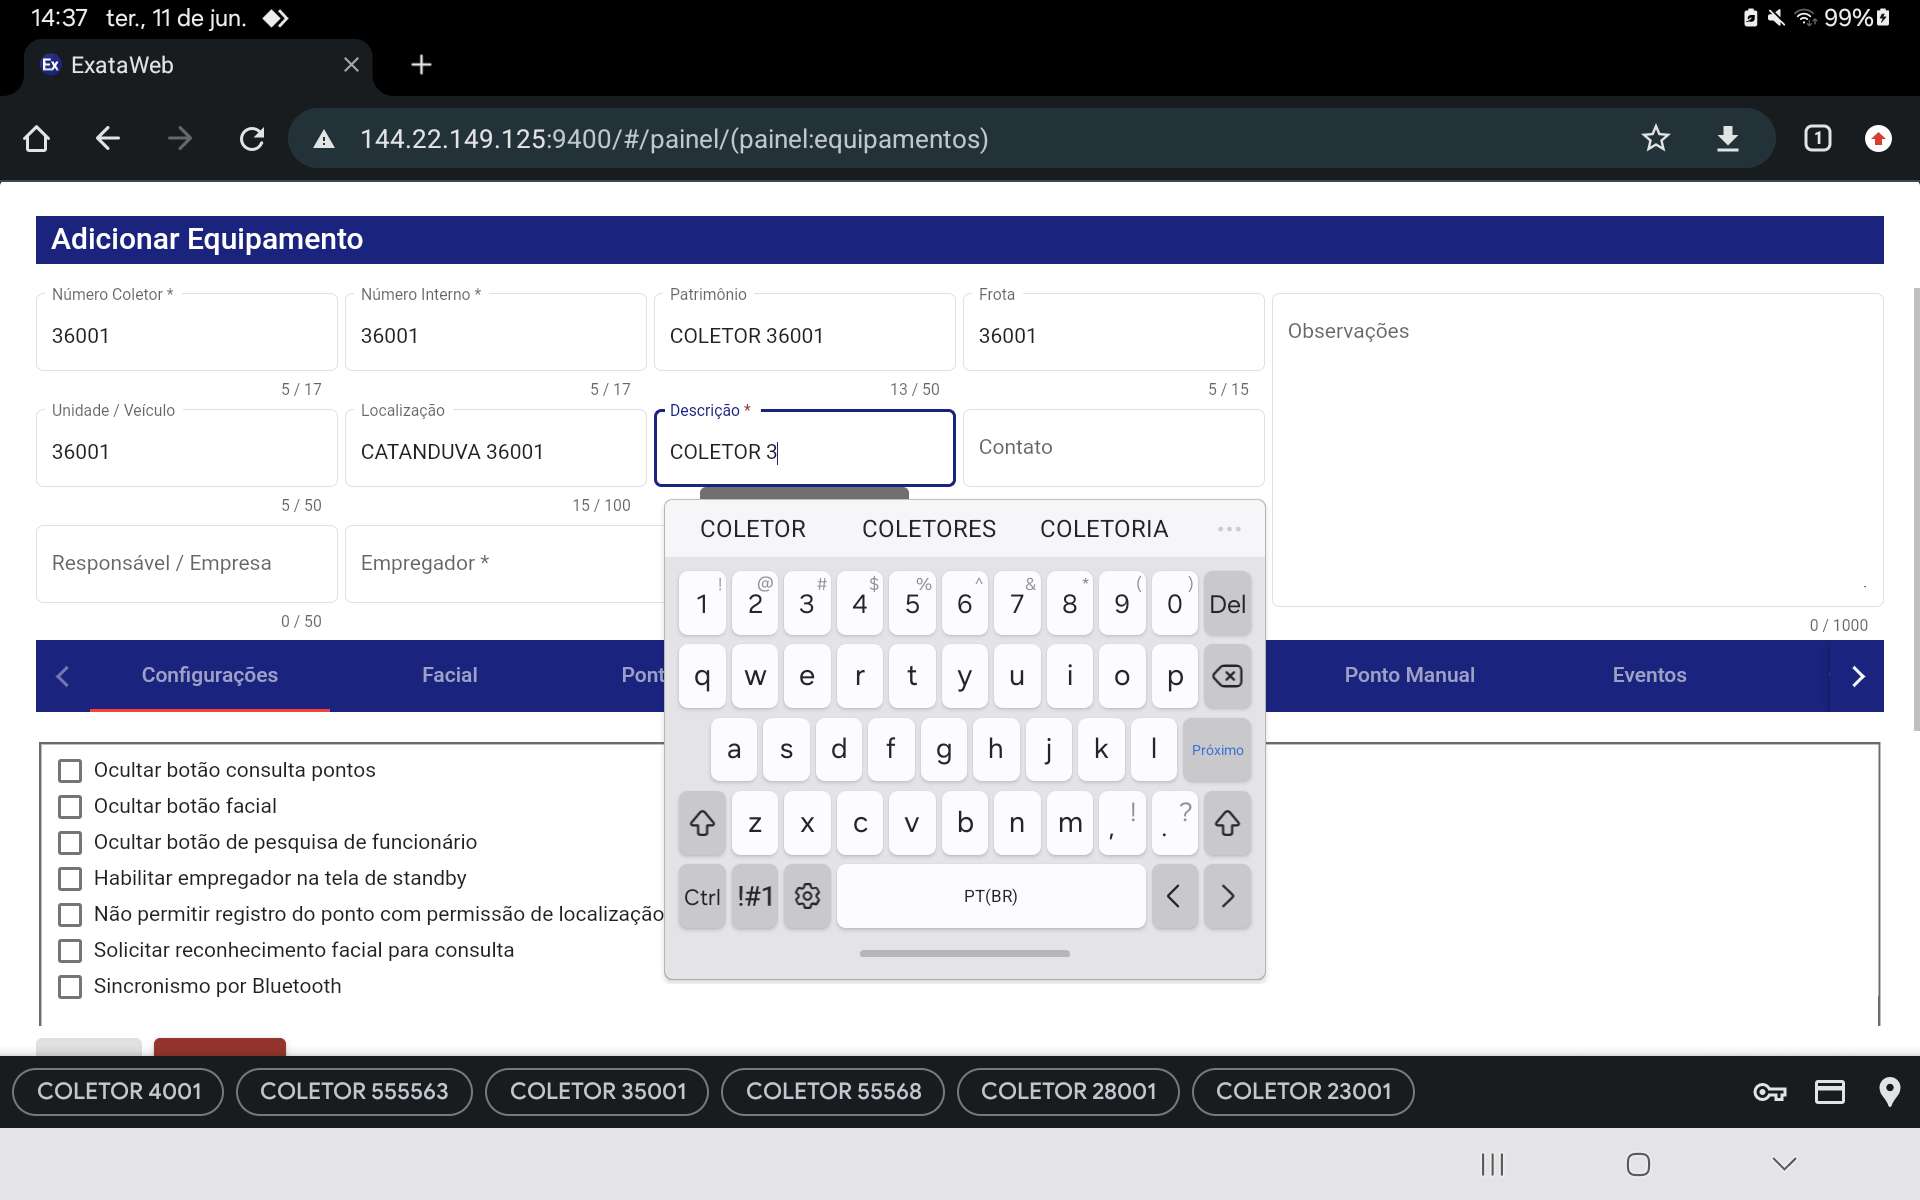 14:37 ter., 11 de jun. 99%
Ex ExataWeb
144.22.149.125:9400/#/painel/(painel:equipamentos) 1
Adicionar Equipamento
Número Coletor * Número Interno * Patrimônio Frota
36001 36001 COLETOR 36001 36001 Observações
5 / 17 5 / 17 13 / 50 5 / 15
Unidade / Veículo Localização Descrição *
36001 CATANDUVA 36001 COLETOR 3 Contato
5 / 50 15 / 100
COLETOR COLETORES COLETORIA ...
Responsável / Empresa Empregador *
! @ # $ % ^ & * ( )
1 2 3 4 5 6 7 8 9 0 Del
0 / 50 0 / 1000
Configurações Facial Pont Ponto Manual Eventos
q w e r t y u i o p
a s d f g h j k l Próximo
z x c v b n m , ! . ?
Ctrl !#1 PT(BR)
Ocultar botão consulta pontos
Ocultar botão facial
Ocultar botão de pesquisa de funcionário
Habilitar empregador na tela de standby
Não permitir registro do ponto com permissão de localização
Solicitar reconhecimento facial para consulta
Sincronismo por Bluetooth
COLETOR 4001 COLETOR 555563 COLETOR 35001 COLETOR 55568 COLETOR 28001 COLETOR 23001